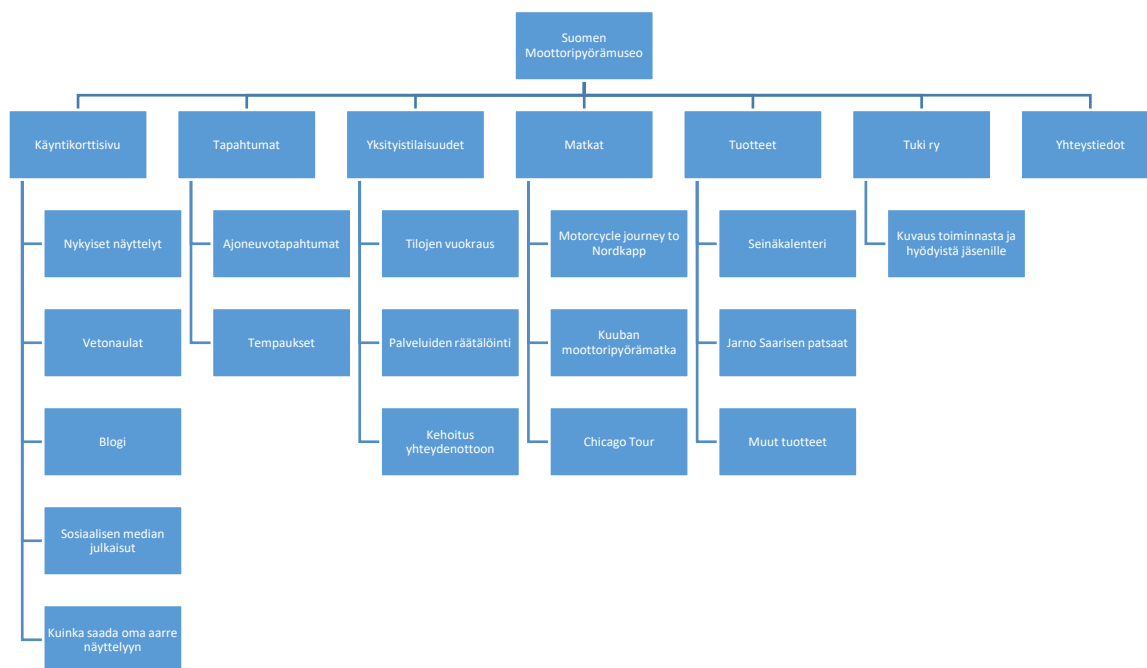 Suomen
Moottoripyörämuseo
Käyntikorttisivu
Tapahtumat
Yksityistilaisuudet
Matkat
Tuotteet
Tuki ry
Yhteystiedot
Nykyiset näyttelyt
Vetonaulat
Blogi
Sosiaalisen median
julkaisut
Kuinka saada oma aarre
näyttelyyn
Ajoneuvotapahtumat
Tempaukset
Tilojen vuokraus
Palveluiden räätälöinti
Kehoitus
yhteydenottoon
Motorcycle journey to
Nordkapp
Kuuban
moottoripyörämatka
Chicago Tour
Seinäkalenteri
Jarno Saarisen patsaat
Muut tuotteet
Kuvaus toiminnasta ja
hyödyistä jäsenille